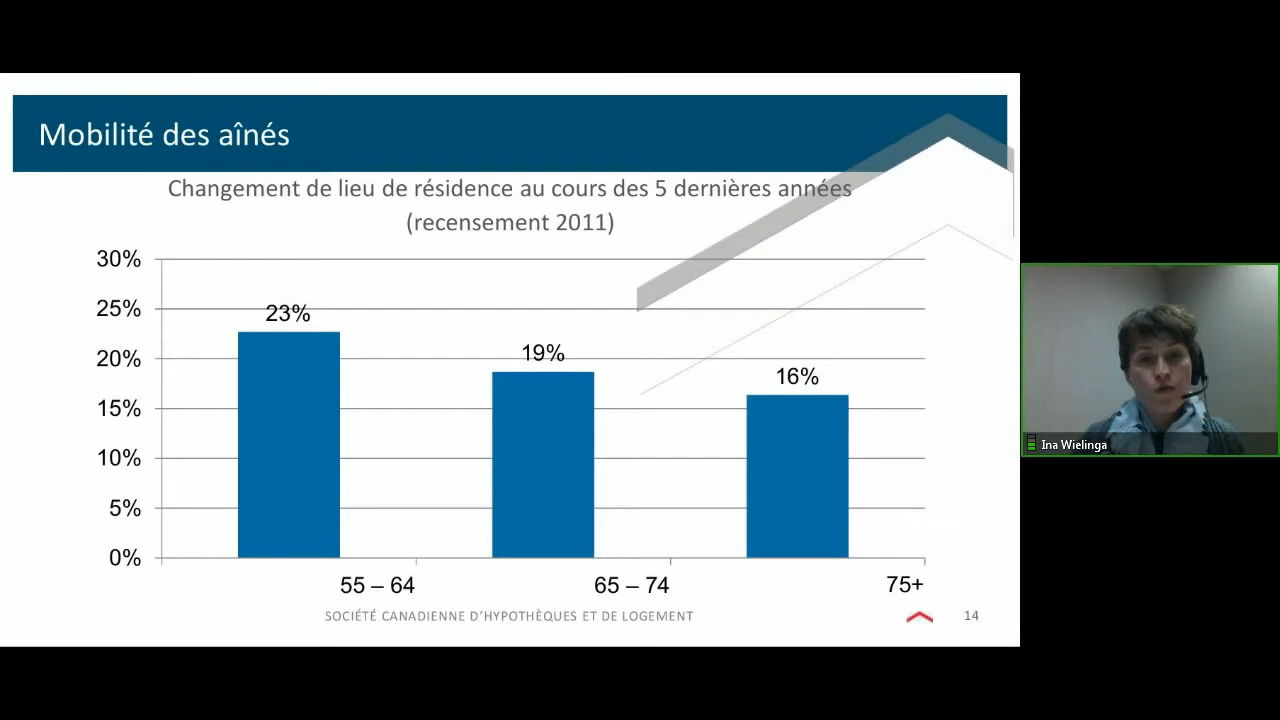 Mobilité des aînés
Changement de lieu de résidence au cours des 5 dernières années
(recensement 2011)
30%
25%
20%
15%
10%
5%
0%
23%
19%
16%
55 – 64
65 – 74
75+
SOCIÉTÉ CANADIENNE D’HYPOTHÈQUES ET DE LOGEMENT
14
Ina Wielinga